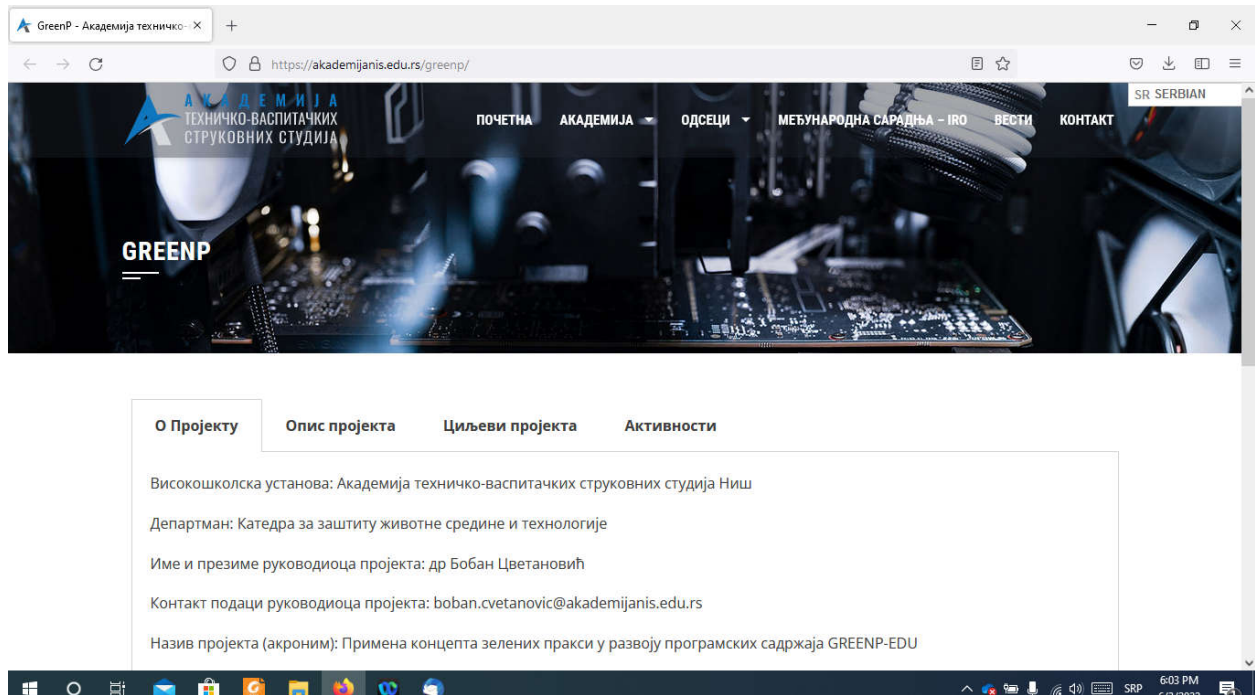 GreenP - Академија техничко-
https://akademijanis.edu.rs/greenp/
SR SERBIAN
АКАДЕМИЈА
ТЕХНИЧКО-ВАСПИТАЧКИХ
СТРУКОВНИХ СТУДИЈА
ПОЧЕТНА АКАДЕМИЈА ОДСЕЦИ МЕЂУНАРОДНА САРАДЊА – IRO ВЕСТИ КОНТАКТ
GREENP
О Пројекту Опис пројекта Циљеви пројекта Активности
Високошколска установа: Академија техничко-васпитачких струковних студија Ниш
Департман: Катедра за заштиту животне средине и технологије
Име и презиме руководиоца пројекта: др Бобан Цветановић
Контакт подаци руководиоца пројекта: boban.cvetanovic@akademijanis.edu.rs
Назив пројекта (акроним): Примена концепта зелених пракси у развоју програмских садржаја GREENP-EDU
SRP 6:03 PM